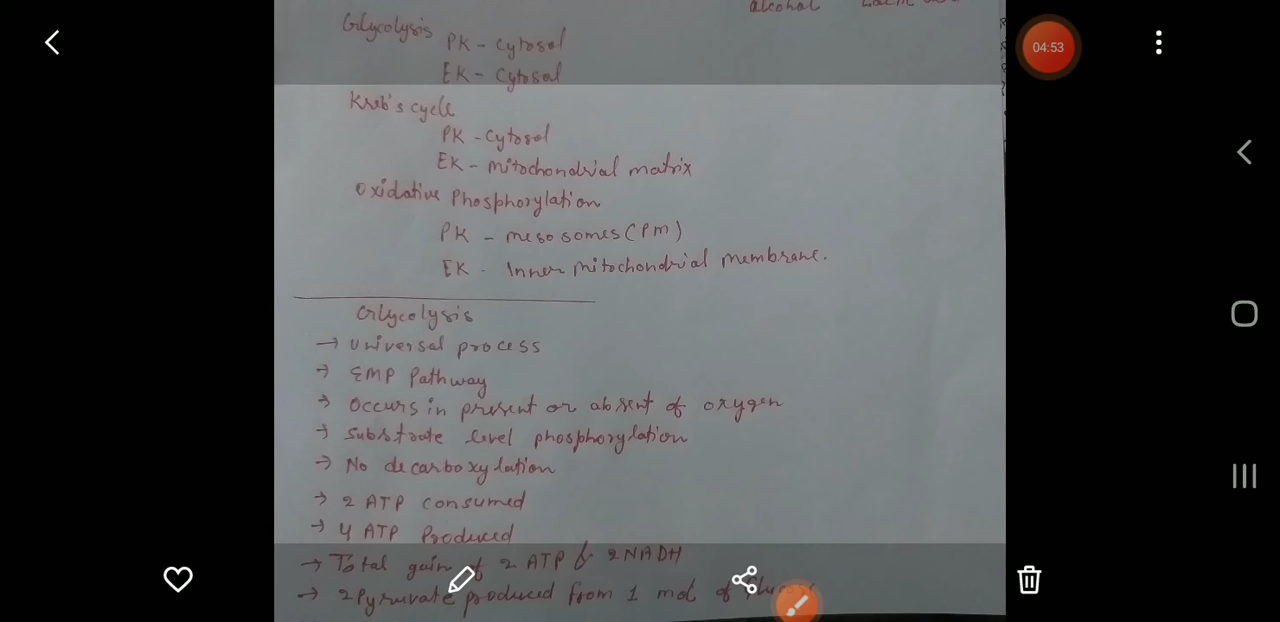 alcohol
Glycolysis
PK - Cytosol
EK - Cytosol
Kreb's cycle
PK - Cytosol
EK - mitochondrial matrix
Oxidative Phosphorylation
PK - mesosomes (PM)
EK - Inner mitochondrial membrane.
Glycolysis
→ Universal process
→ EMP Pathway
→ Occurs in present or absent of oxygen
→ Substrate level phosphorylation
→ No decarboxylation
→ 2 ATP consumed
→ 4 ATP Produced
→ Total gain of 2 ATP & 2 NADH
→ 2 Pyruvate produced from 1 mol of
04:53